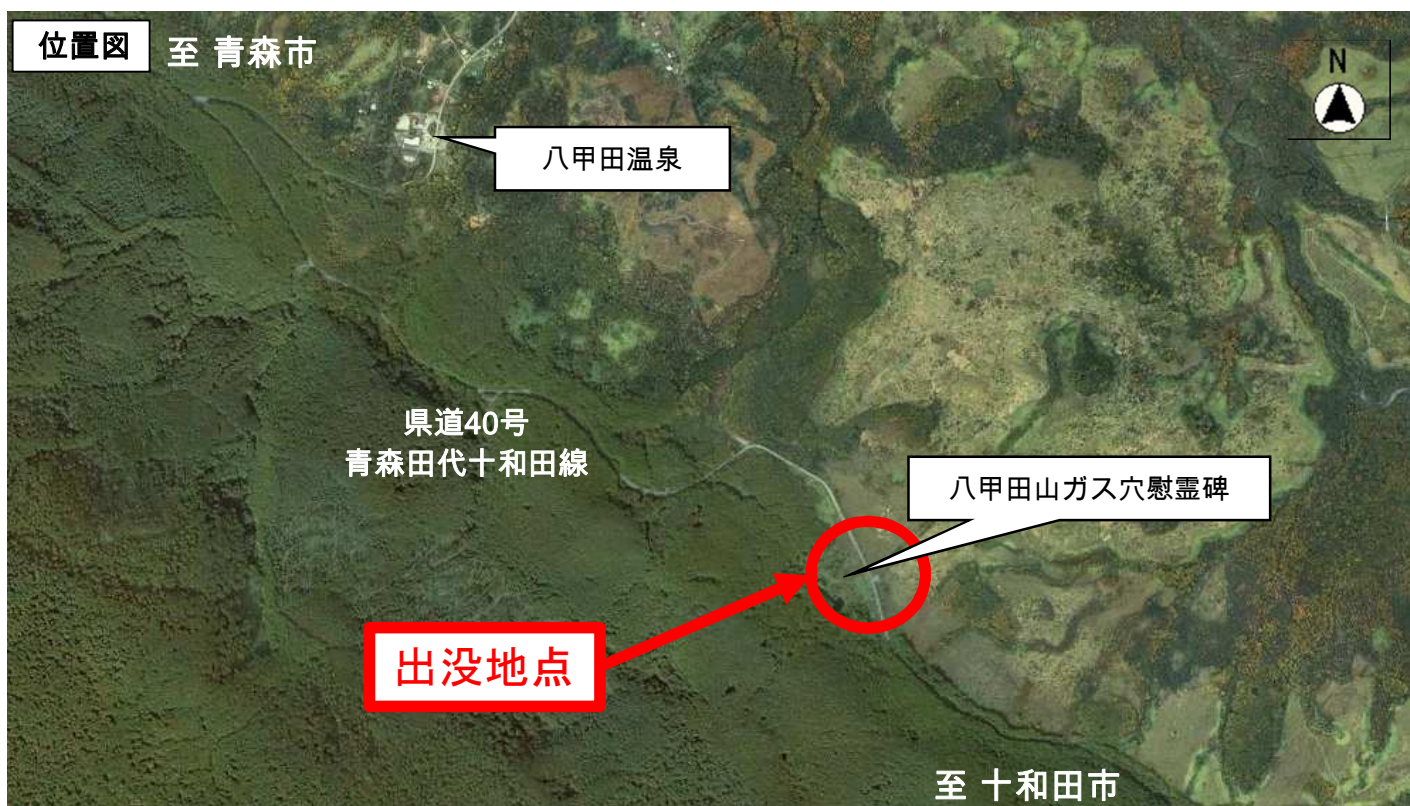 位置図
至 青森市
N
八甲田温泉
県道40号
青森田代十和田線
八甲田山ガス穴慰霊碑
出没地点
至 十和田市